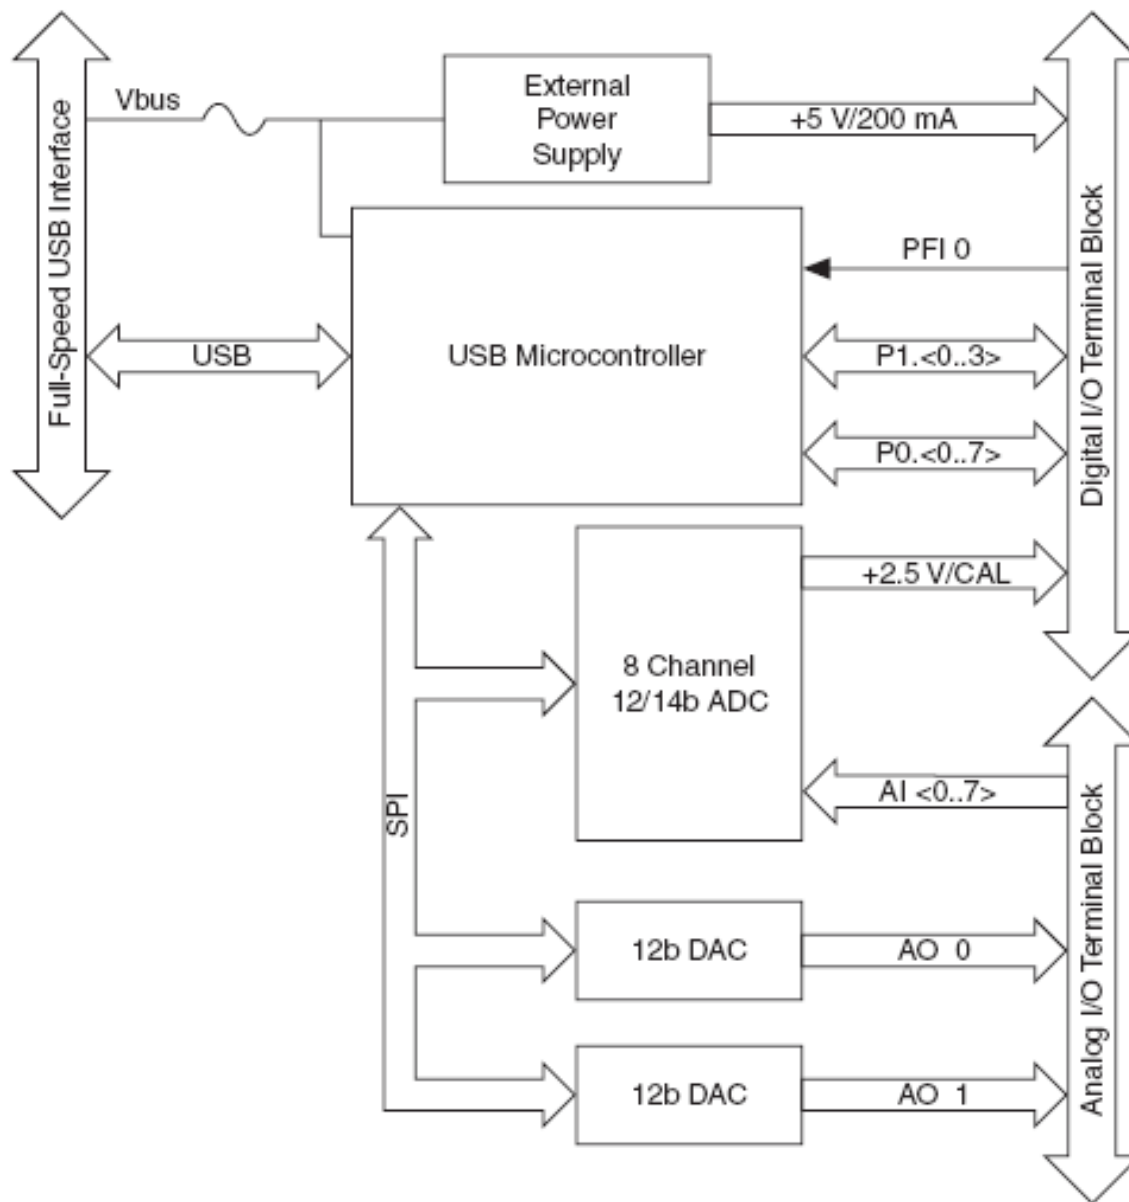 Full-Speed USB Interface
Vbus
External
Power
Supply
+5 V/200 mA
Digital I/O Terminal Block
PFI 0
USB
USB Microcontroller
P1.<0..3>
P0.<0..7>
+2.5 V/CAL
8 Channel
12/14b ADC
SPI
AI <0..7>
Analog I/O Terminal Block
12b DAC
AO 0
12b DAC
AO 1